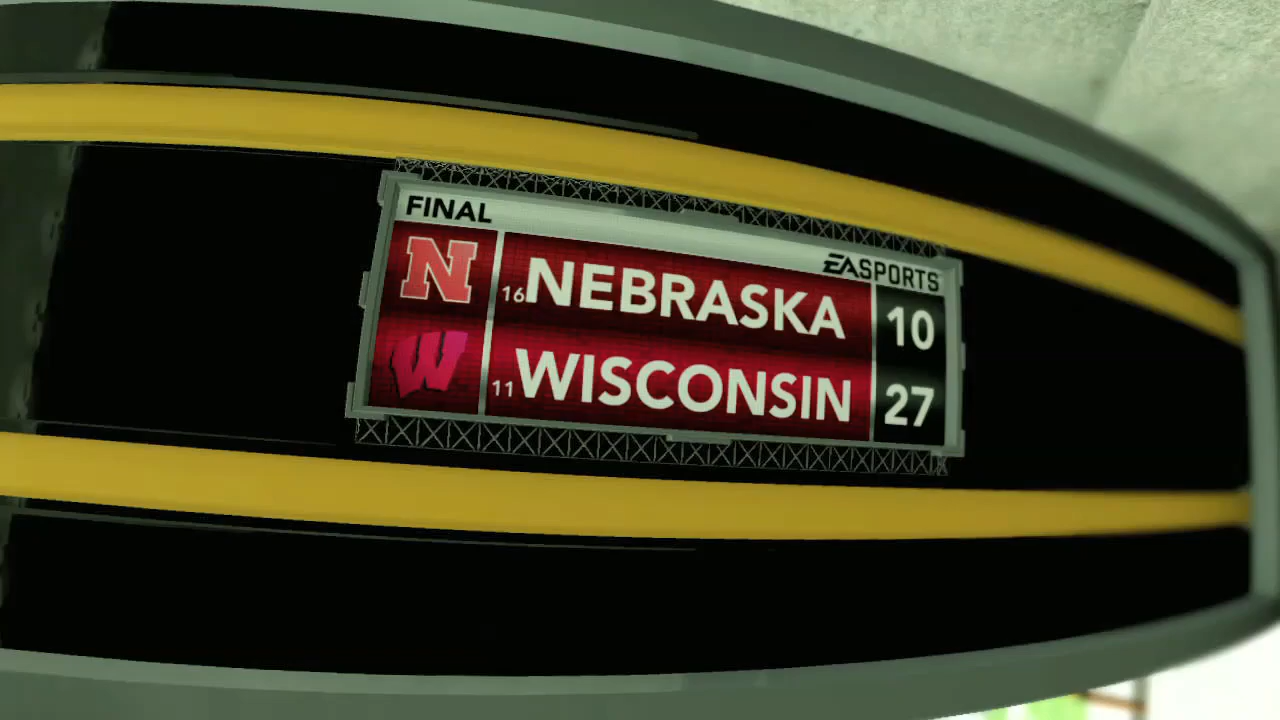 FINAL
EA SPORTS
N
16 NEBRASKA 10
W
11 WISCONSIN 27